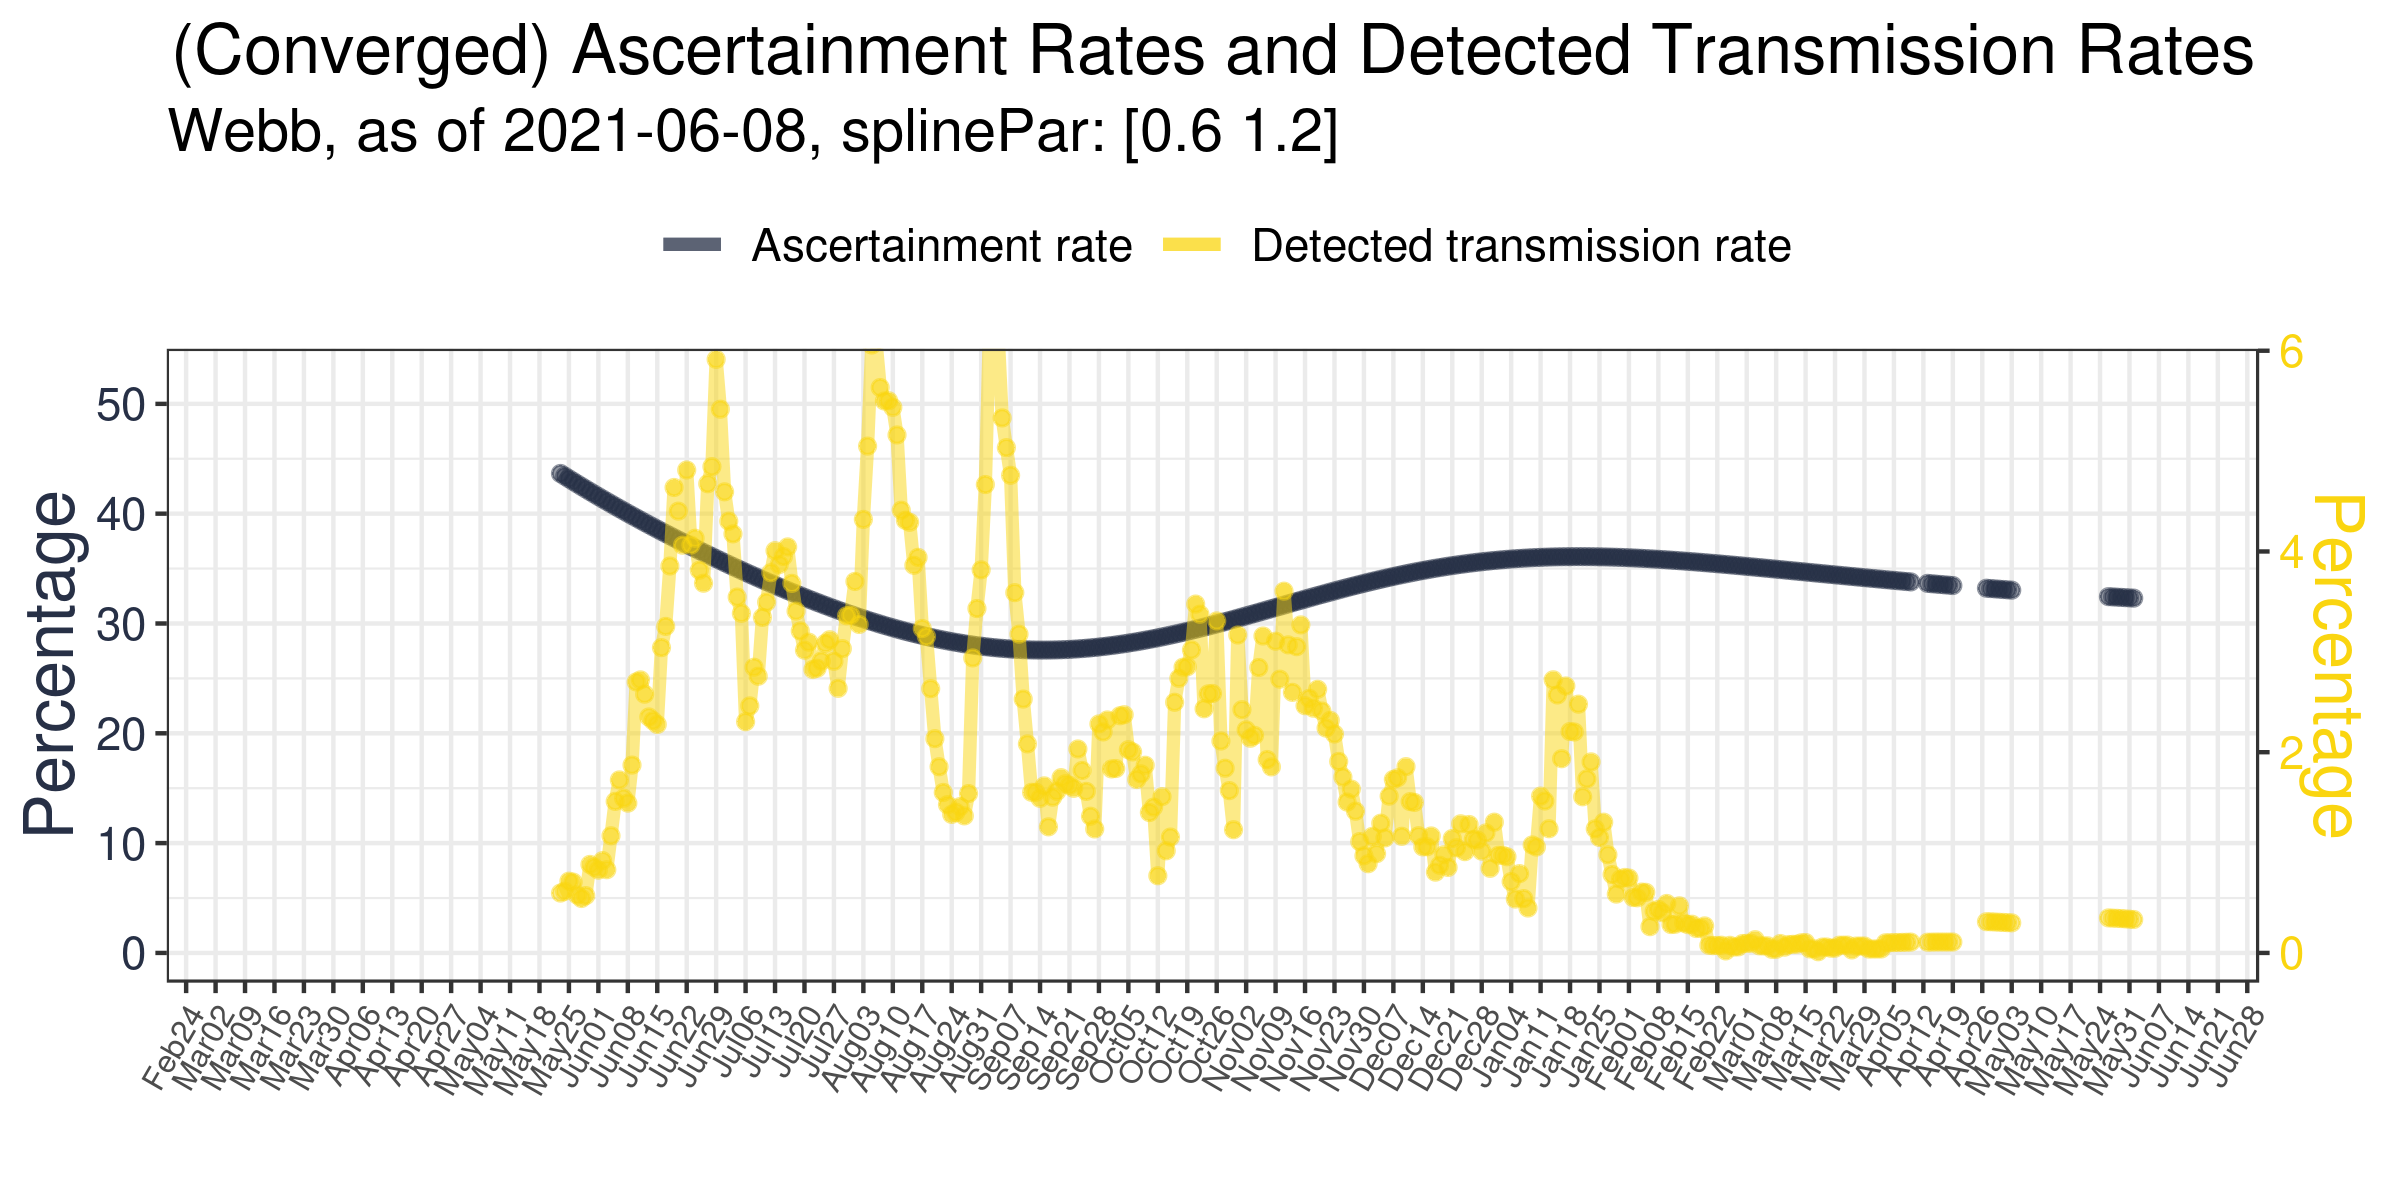 (Converged) Ascertainment Rates and Detected Transmission Rates
Webb, as of 2021-06-08, splinePar: [0.6 1.2]
Ascertainment rate
Detected transmission rate
Percentage
50
40
30
20
10
0
6
4
2
0
Percentage
Feb24
Mar02
Mar09
Mar16
Mar23
Mar30
Apr06
Apr13
Apr20
Apr27
May04
May11
May18
May25
Jun01
Jun08
Jun15
Jun22
Jun29
Jul06
Jul13
Jul20
Jul27
Aug03
Aug10
Aug17
Aug24
Aug31
Sep07
Sep14
Sep21
Sep28
Oct05
Oct12
Oct19
Oct26
Nov02
Nov09
Nov16
Nov23
Nov30
Dec07
Dec14
Dec21
Dec28
Jan04
Jan11
Jan18
Jan25
Feb01
Feb08
Feb15
Feb22
Mar01
Mar08
Mar15
Mar22
Mar29
Apr05
Apr12
Apr19
Apr26
May03
May10
May17
May24
May31
Jun07
Jun14
Jun21
Jun28